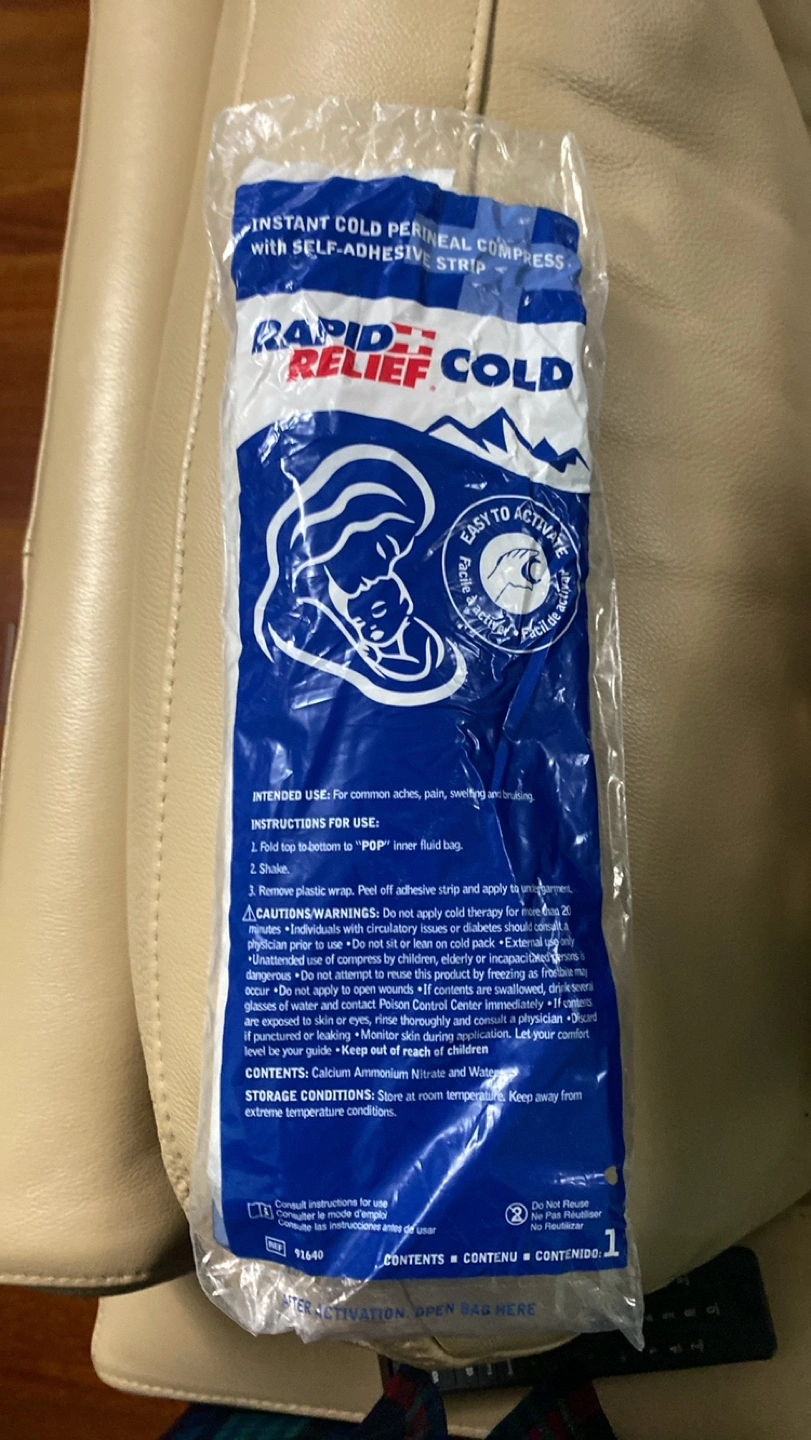 INSTANT COLD PERINEAL COMPRESS
with SELF-ADHESIVE STRIP
RAPID
RELIEF COLD
EASY TO ACTIVATE
Facile à activer • Fácil de activar
INTENDED USE: For common aches, pain, swelling and bruising.
INSTRUCTIONS FOR USE:
1. Fold top to bottom to "POP" inner fluid bag.
2. Shake.
3. Remove plastic wrap. Peel off adhesive strip and apply to undergarment.
⚠CAUTIONS/WARNINGS: Do not apply cold therapy for more than 20
minutes •Individuals with circulatory issues or diabetes should consult a
physician prior to use •Do not sit or lean on cold pack •External use only
•Unattended use of compress by children, elderly or incapacitated persons is
dangerous •Do not attempt to reuse this product by freezing as frostbite may
occur •Do not apply to open wounds •If contents are swallowed, drink several
glasses of water and contact Poison Control Center immediately •If contents
are exposed to skin or eyes, rinse thoroughly and consult a physician •Discard
if punctured or leaking •Monitor skin during application. Let your comfort
level be your guide •Keep out of reach of children
CONTENTS: Calcium Ammonium Nitrate and Water
STORAGE CONDITIONS: Store at room temperature. Keep away from
extreme temperature conditions.
Consult instructions for use
Consulter le mode d'emploi
Consulte las instrucciones antes de usar
2
Do Not Reuse
Ne Pas Réutiliser
No Reutilizar
REF 91640
CONTENTS ■ CONTENU ■ CONTENIDO: 1
AFTER ACTIVATION, OPEN BAG HERE